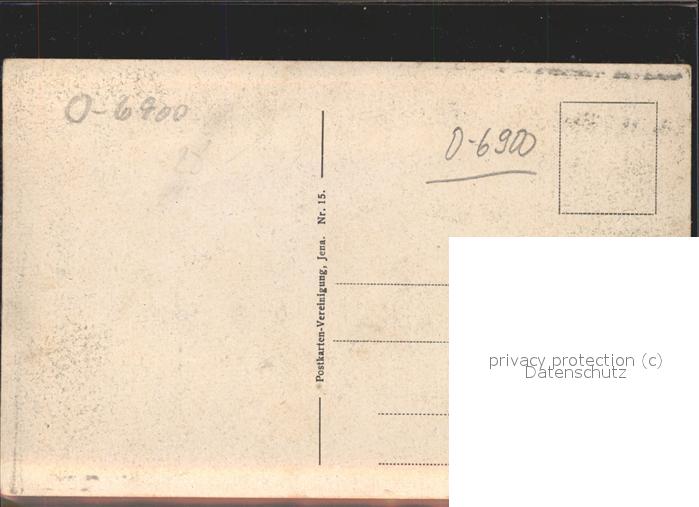 O-6900
O-6900
Postkarten-Vereinigung, Jena. Nr. 15.
privacy protection (c)
Datenschutz